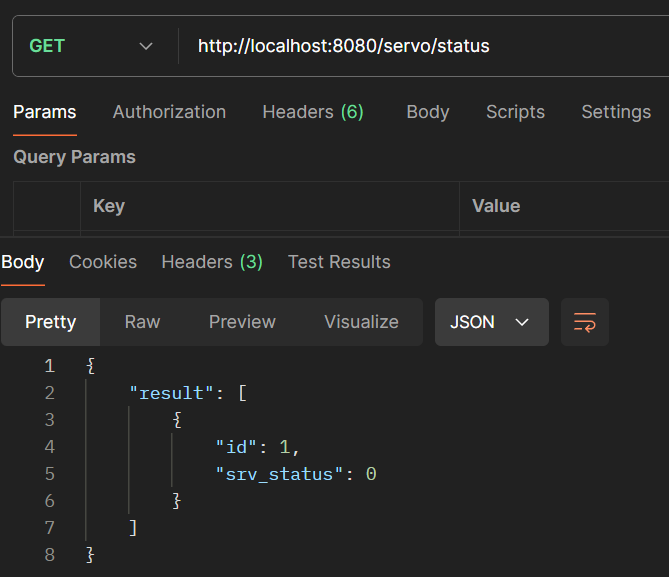 GET http://localhost:8080/servo/status
Params Authorization Headers (6) Body Scripts Settings
Query Params
Key Value
Body Cookies Headers (3) Test Results
Pretty Raw Preview Visualize JSON
1 {
2 "result": [
3 {
4 "id": 1,
5 "srv_status": 0
6 }
7 ]
8 }